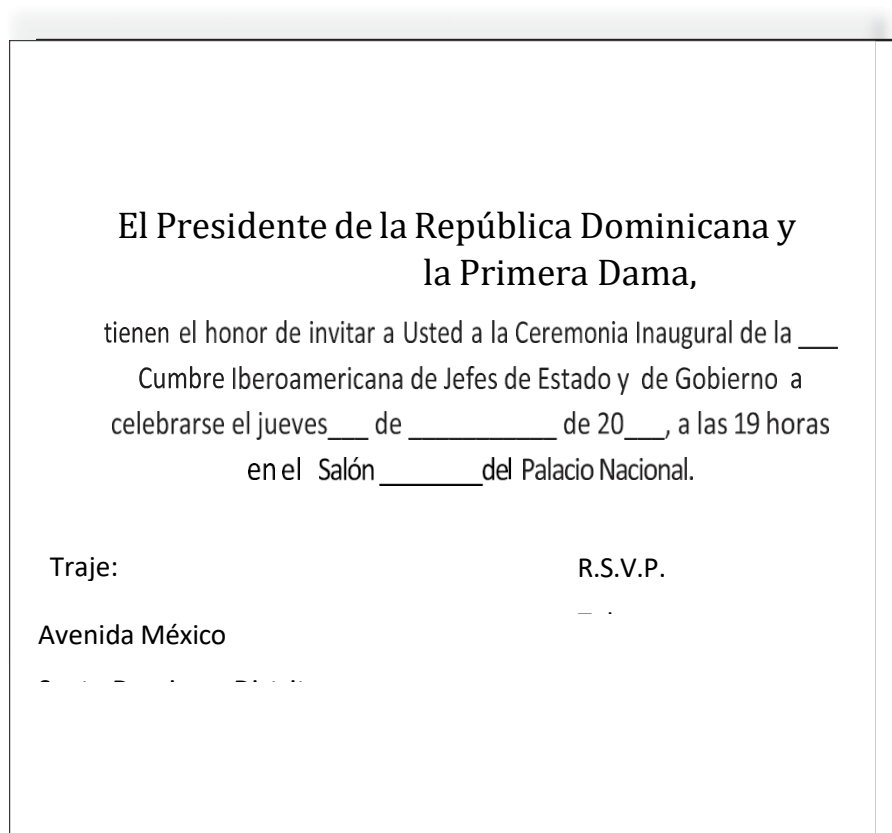 El Presidente de la República Dominicana y
la Primera Dama,
tienen el honor de invitar a Usted a la Ceremonia Inaugural de la ___
Cumbre Iberoamericana de Jefes de Estado y de Gobierno a
celebrarse el jueves___ de ___________ de 20___, a las 19 horas
en el Salón ________del Palacio Nacional.
Traje:
R.S.V.P.
Avenida México